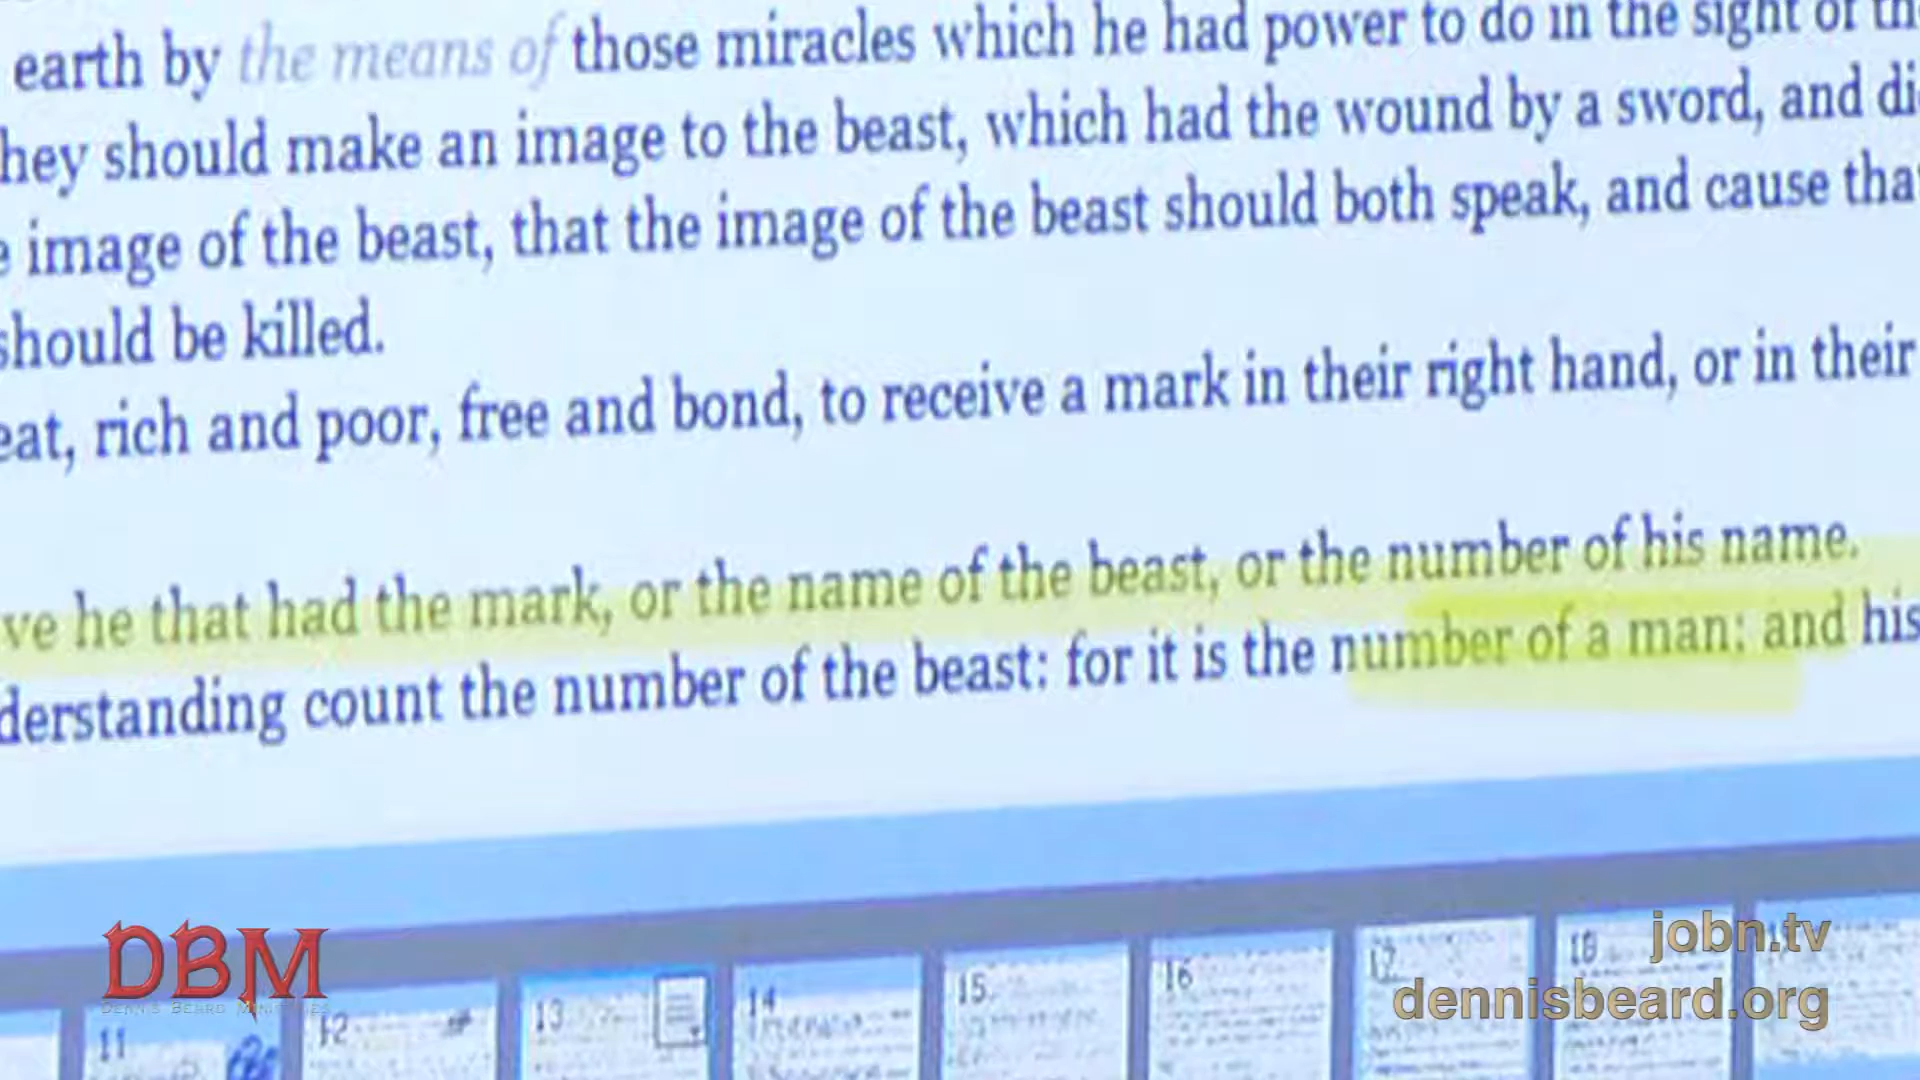 earth by the means of those miracles which he had power to do in the sight of
hey should make an image to the beast, which had the wound by a sword, and di
e image of the beast, that the image of the beast should both speak, and cause tha
should be killed.
eat, rich and poor, free and bond, to receive a mark in their right hand, or in their
ve he that had the mark, or the name of the beast, or the number of his name.
derstanding count the number of the beast: for it is the number of a man; and his
DBM
DENNIS BEARD MINISTRIES
jobn.tv
dennisbeard.org
11 12 13 14 15 16 17 18